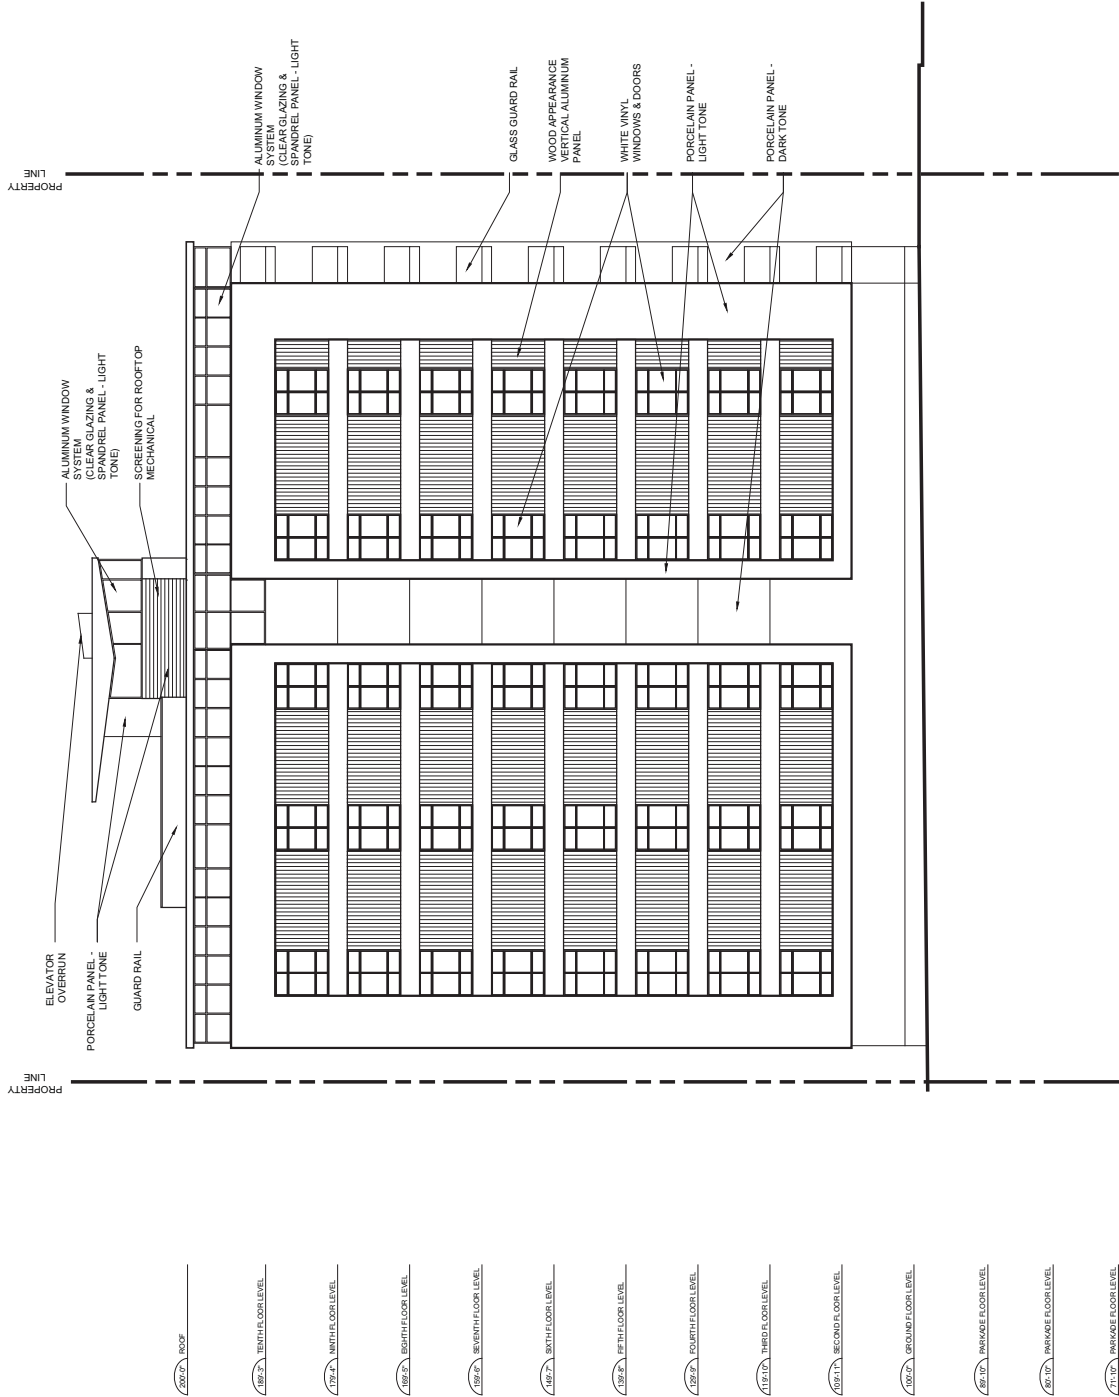 PROPERTY
LINE
PROPERTY
LINE
ELEVATOR
OVERRUN
PORCELAIN PANEL -
LIGHT TONE
GUARD RAIL
ALUMINUM WINDOW
SYSTEM
(CLEAR GLAZING &
SPANDREL PANEL - LIGHT
TONE)
SCREENING FOR ROOFTOP
MECHANICAL
ALUMINUM WINDOW
SYSTEM
(CLEAR GLAZING &
SPANDREL PANEL - LIGHT
TONE)
GLASS GUARD RAIL
WOOD APPEARANCE
VERTICAL ALUMINUM
PANEL
WHITE VINYL
WINDOWS & DOORS
PORCELAIN PANEL -
LIGHT TONE
PORCELAIN PANEL -
DARK TONE
200'-0" ROOF
189'-3" TENTH FLOOR LEVEL
179'-4" NINTH FLOOR LEVEL
169'-5" EIGHTH FLOOR LEVEL
159'-6" SEVENTH FLOOR LEVEL
149'-7" SIXTH FLOOR LEVEL
139'-8" FIFTH FLOOR LEVEL
129'-9" FOURTH FLOOR LEVEL
119'-10" THIRD FLOOR LEVEL
109'-11" SECOND FLOOR LEVEL
100'-0" GROUND FLOOR LEVEL
89'-10" PARKADE FLOOR LEVEL
80'-10" PARKADE FLOOR LEVEL
71'-10" PARKADE FLOOR LEVEL